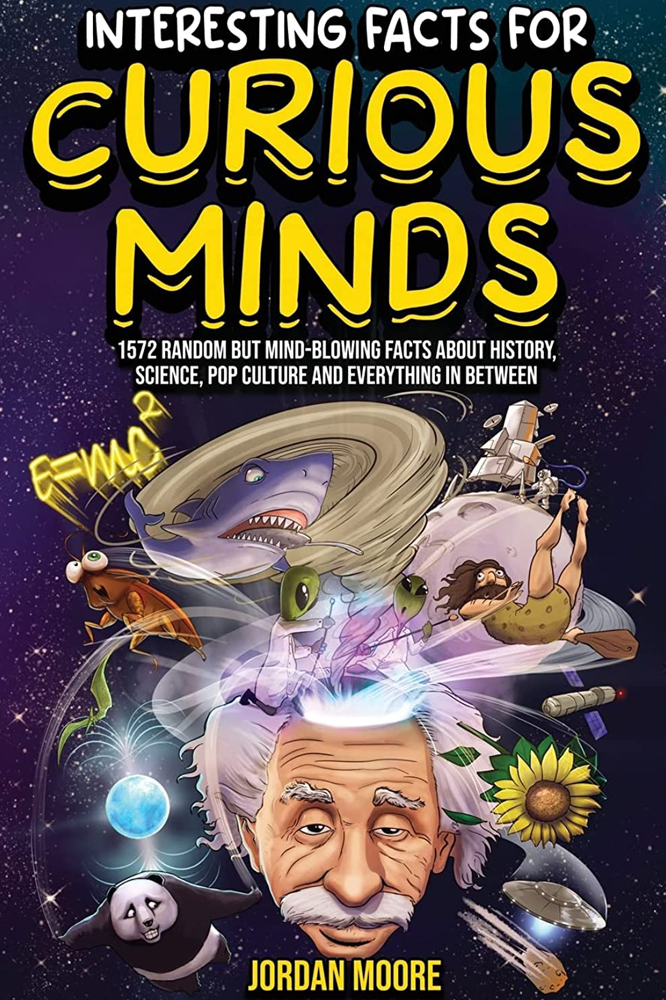 INTERESTING FACTS FOR
CURIOUS
MINDS
1572 RANDOM BUT MIND-BLOWING FACTS ABOUT HISTORY,
SCIENCE, POP CULTURE AND EVERYTHING IN BETWEEN
E=mc²
JORDAN MOORE